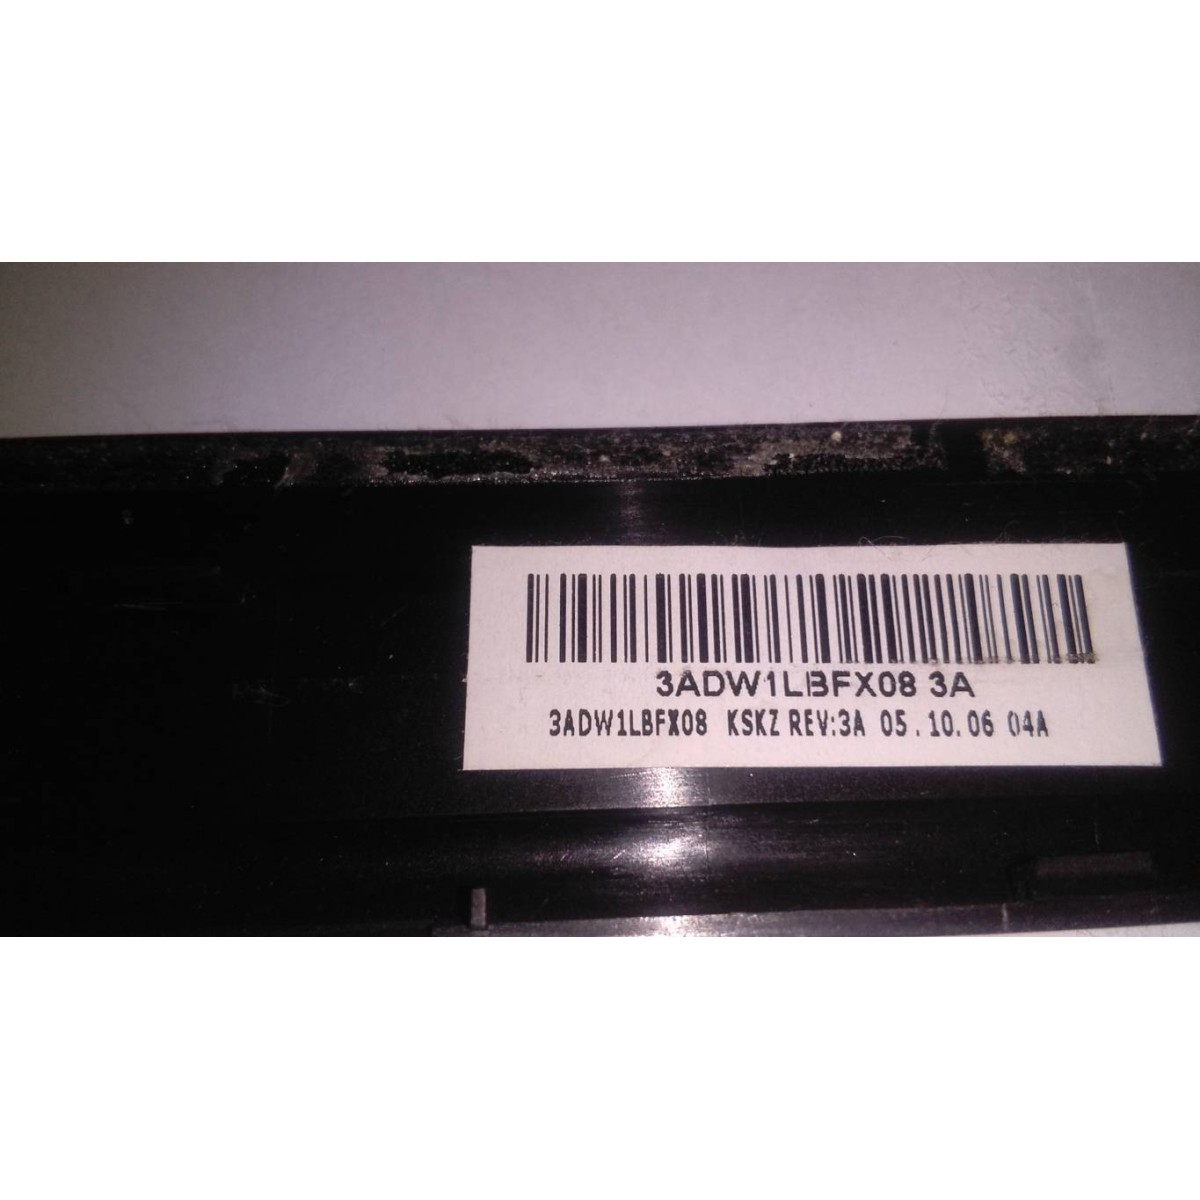 3ADW1LBFX08 3A
3ADW1LBFX08 KSKZ REV:3A 05.10.06 04A